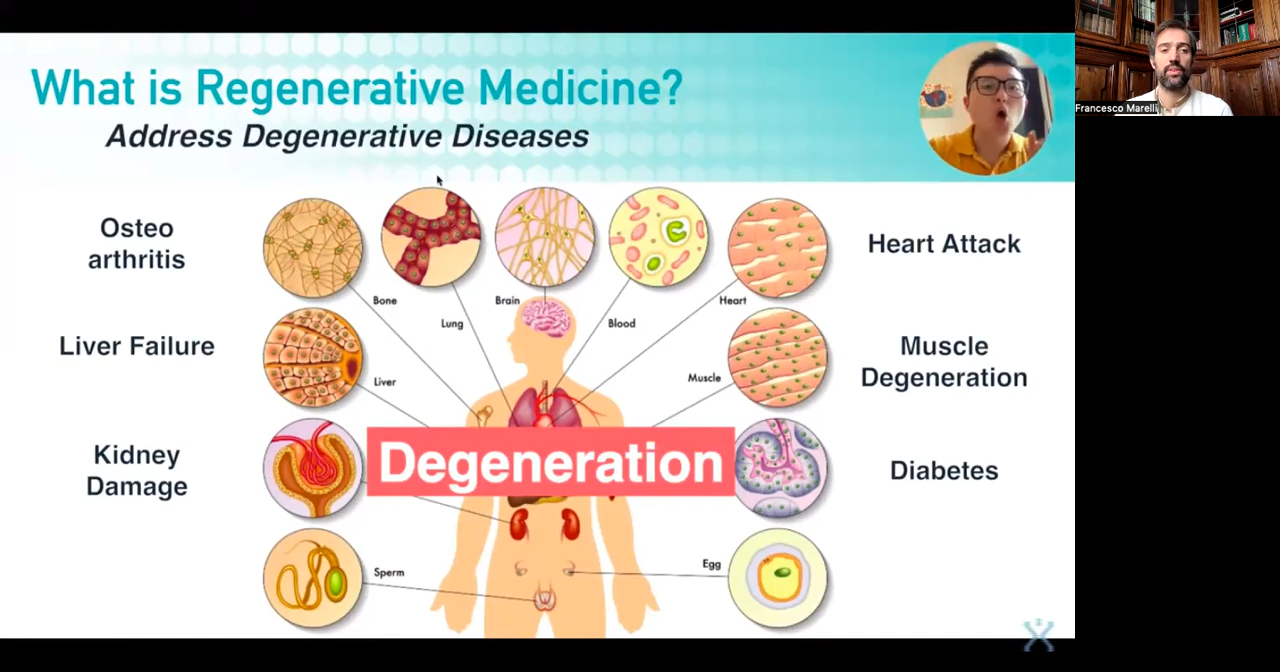 What is Regenerative Medicine?
Address Degenerative Diseases
Francesco Marelli
Osteo
arthritis
Heart Attack
Bone
Brain
Heart
Lung
Blood
Liver Failure
Muscle
Degeneration
Liver
Muscle
Degeneration
Kidney
Damage
Diabetes
Sperm
Egg